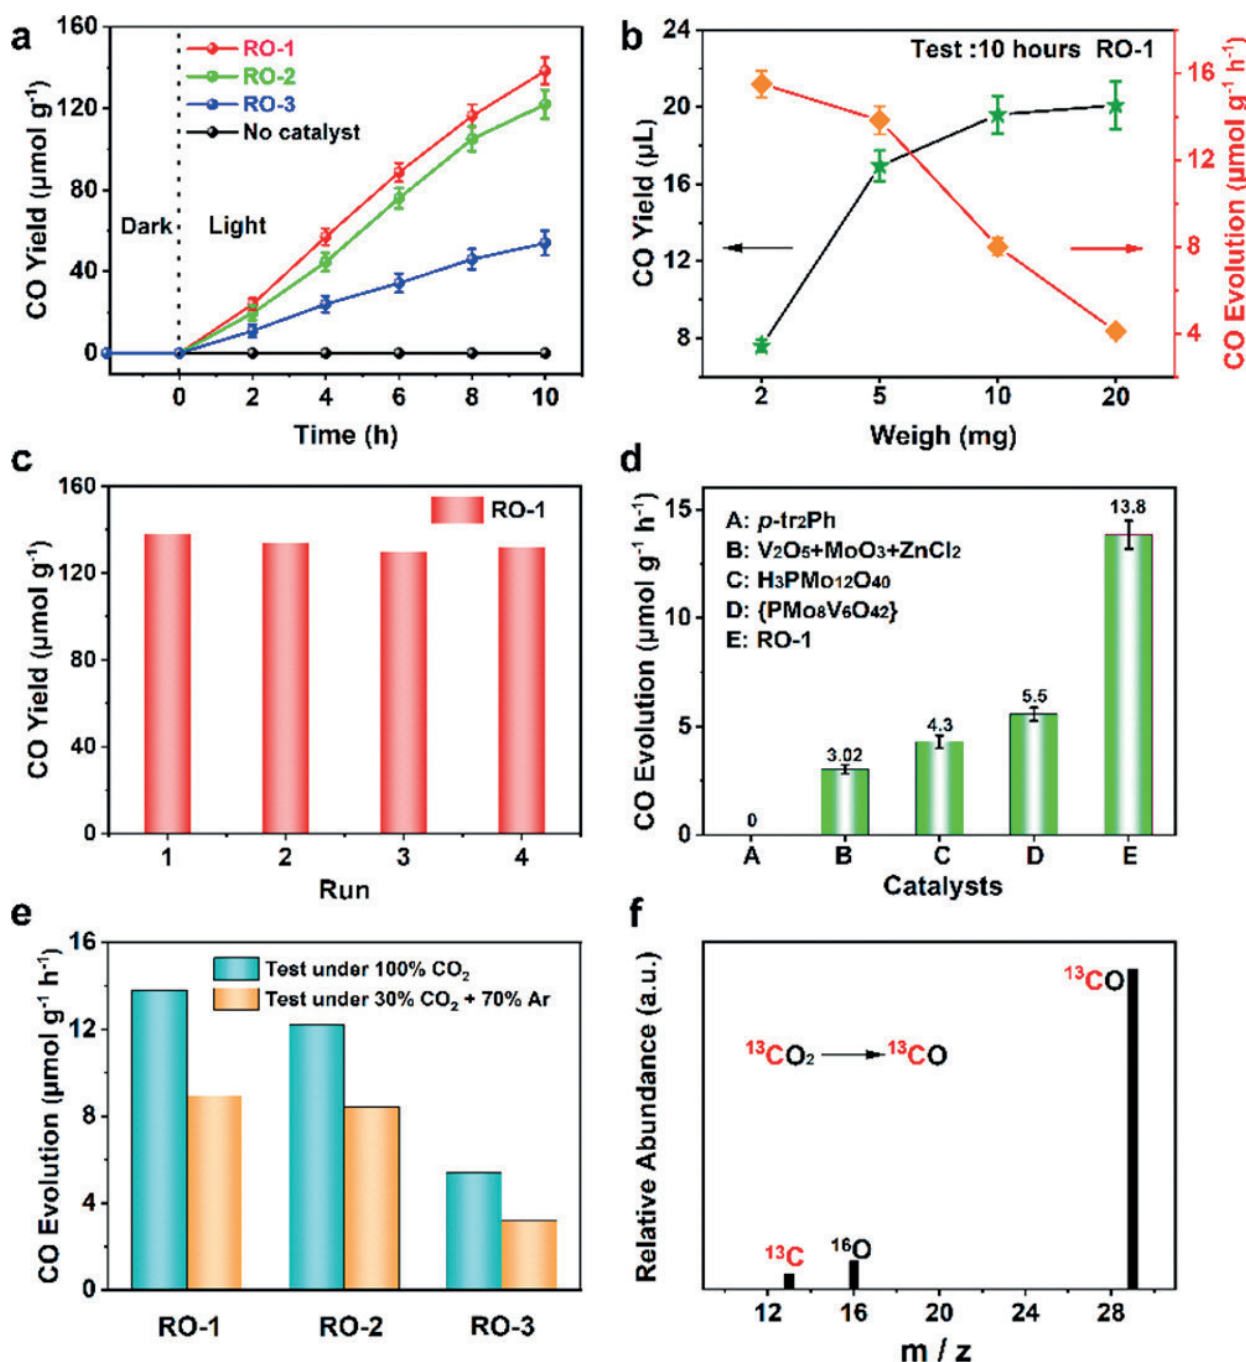 a
160
120
80
40
0
CO Yield (µmol g⁻¹)
RO-1
RO-2
RO-3
No catalyst
Dark
Light
0 2 4 6 8 10
Time (h)
b
24
20
16
12
8
CO Yield (µL)
Test :10 hours RO-1
16
12
8
4
CO Evolution (µmol g⁻¹ h⁻¹)
2 5 10 20
Weigh (mg)
c
160
120
80
40
0
CO Yield (µmol g⁻¹)
RO-1
1 2 3 4
Run
d
15
10
5
0
CO Evolution (µmol g⁻¹ h⁻¹)
A: p-tr₂Ph
B: V₂O₅+MoO₃+ZnCl₂
C: H₃PMo₁₂O₄₀
D: {PMo₈V₆O₄₂}
E: RO-1
0
3.02
4.3
5.5
13.8
A B C D E
Catalysts
e
16
12
8
4
0
CO Evolution (µmol g⁻¹ h⁻¹)
Test under 100% CO₂
Test under 30% CO₂ + 70% Ar
RO-1 RO-2 RO-3
f
Relative Abundance (a.u.)
¹³CO
¹³CO₂ ¹³CO
¹³C
¹⁶O
12 16 20 24 28
m / z